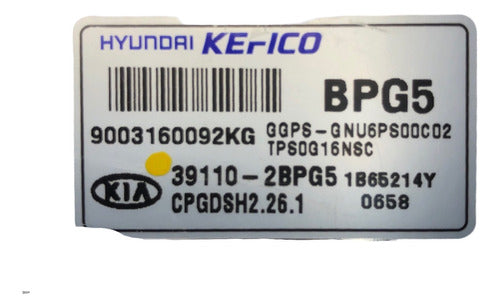 HYUNDAI KEFICO
BPG5
9003160092KG GGPS-GNU6PS00C02
TPS0G16NSC
39110-2BPG5 1B65214Y
KIA CPGDSH2.26.1 0658